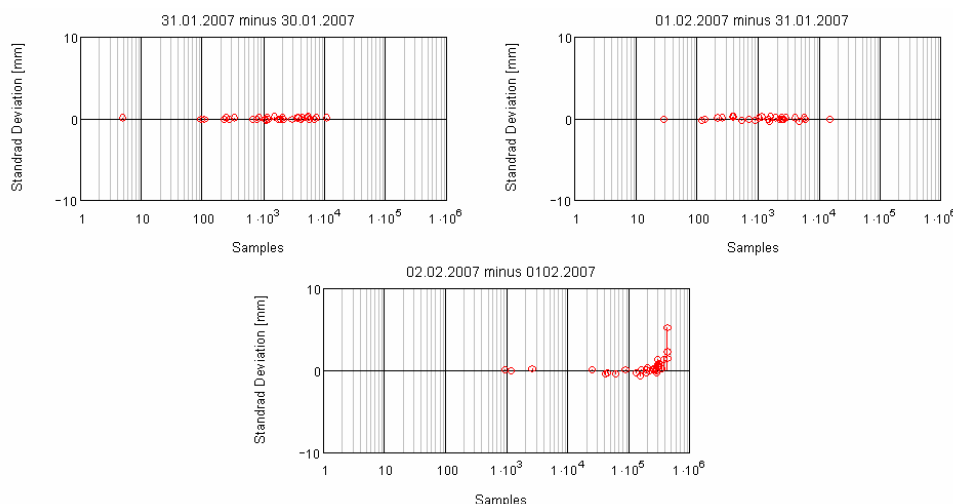 31.01.2007 minus 30.01.2007
10
0
−10
Standrad Deviation [mm]
1 10 100 1·10³ 1·10⁴ 1·10⁵ 1·10⁶
Samples
01.02.2007 minus 31.01.2007
10
0
−10
Standrad Deviation [mm]
1 10 100 1·10³ 1·10⁴ 1·10⁵ 1·10⁶
Samples
02.02.2007 minus 0102.2007
10
0
−10
Standrad Deviation [mm]
1 10 100 1·10³ 1·10⁴ 1·10⁵ 1·10⁶
Samples